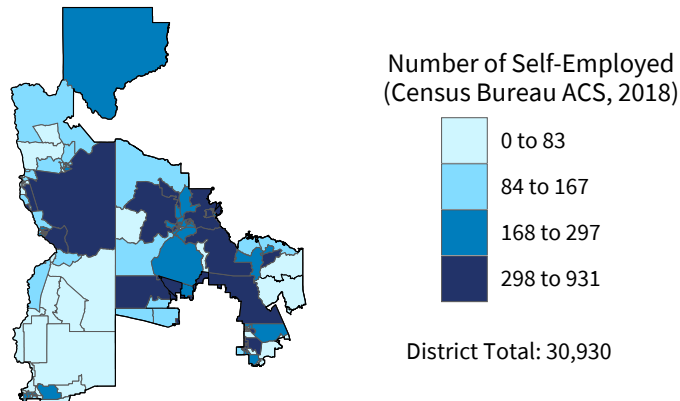 Number of Self-Employed
(Census Bureau ACS, 2018)
0 to 83
84 to 167
168 to 297
298 to 931
District Total: 30,930